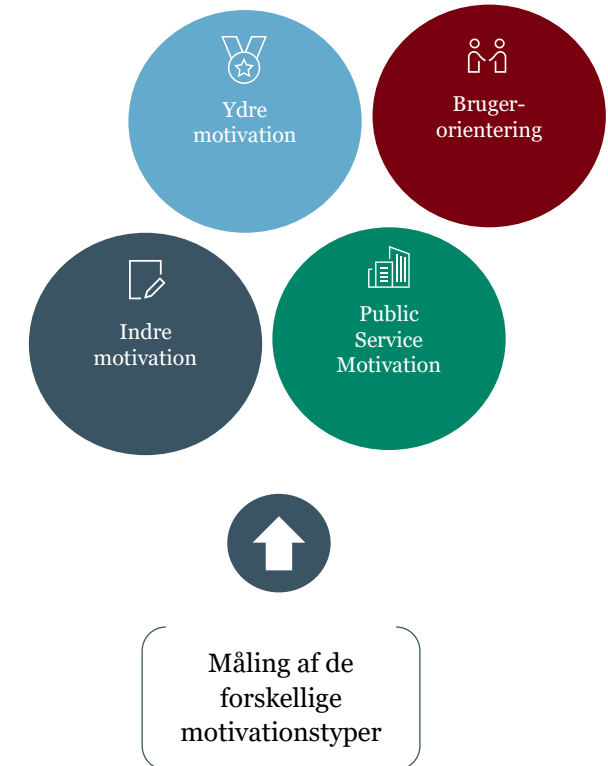 Ydre
motivation
Bruger-
orientering
Indre
motivation
Public
Service
Motivation
Måling af de
forskellige
motivationstyper